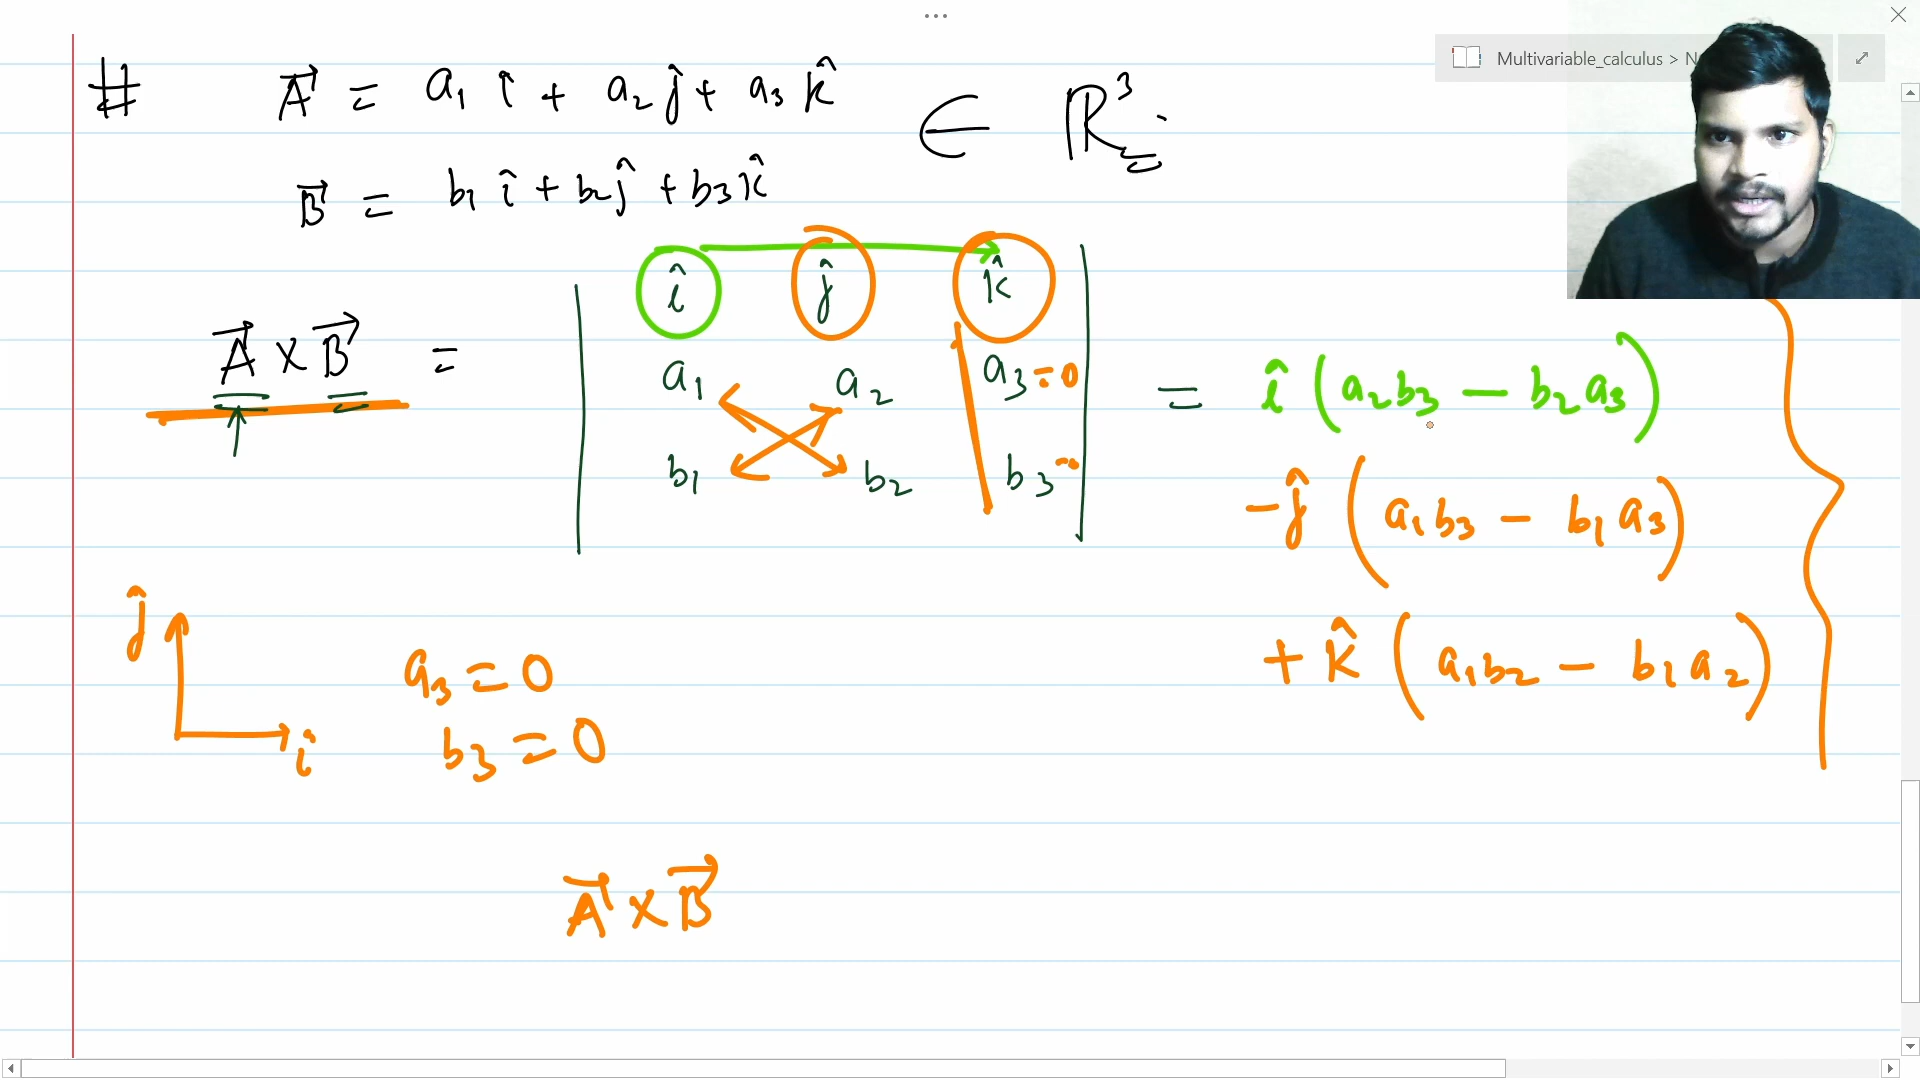 ...
Multivariable_calculus > N
# A⃗ = a₁ î + a₂ ĵ + a₃ k̂ ∈ ℝ³
B⃗ = b₁ î + b₂ ĵ + b₃ k̂
î ĵ k̂
A⃗ × B⃗ =
a₁ a₂ a₃ = 0
b₁ b₂ b₃ =
= î (a₂b₃ − b₂a₃)
−ĵ (a₁b₃ − b₁a₃)
+ k̂ (a₁b₂ − b₁a₂)
ĵ
î
a₃ = 0
b₃ = 0
A⃗ × B⃗